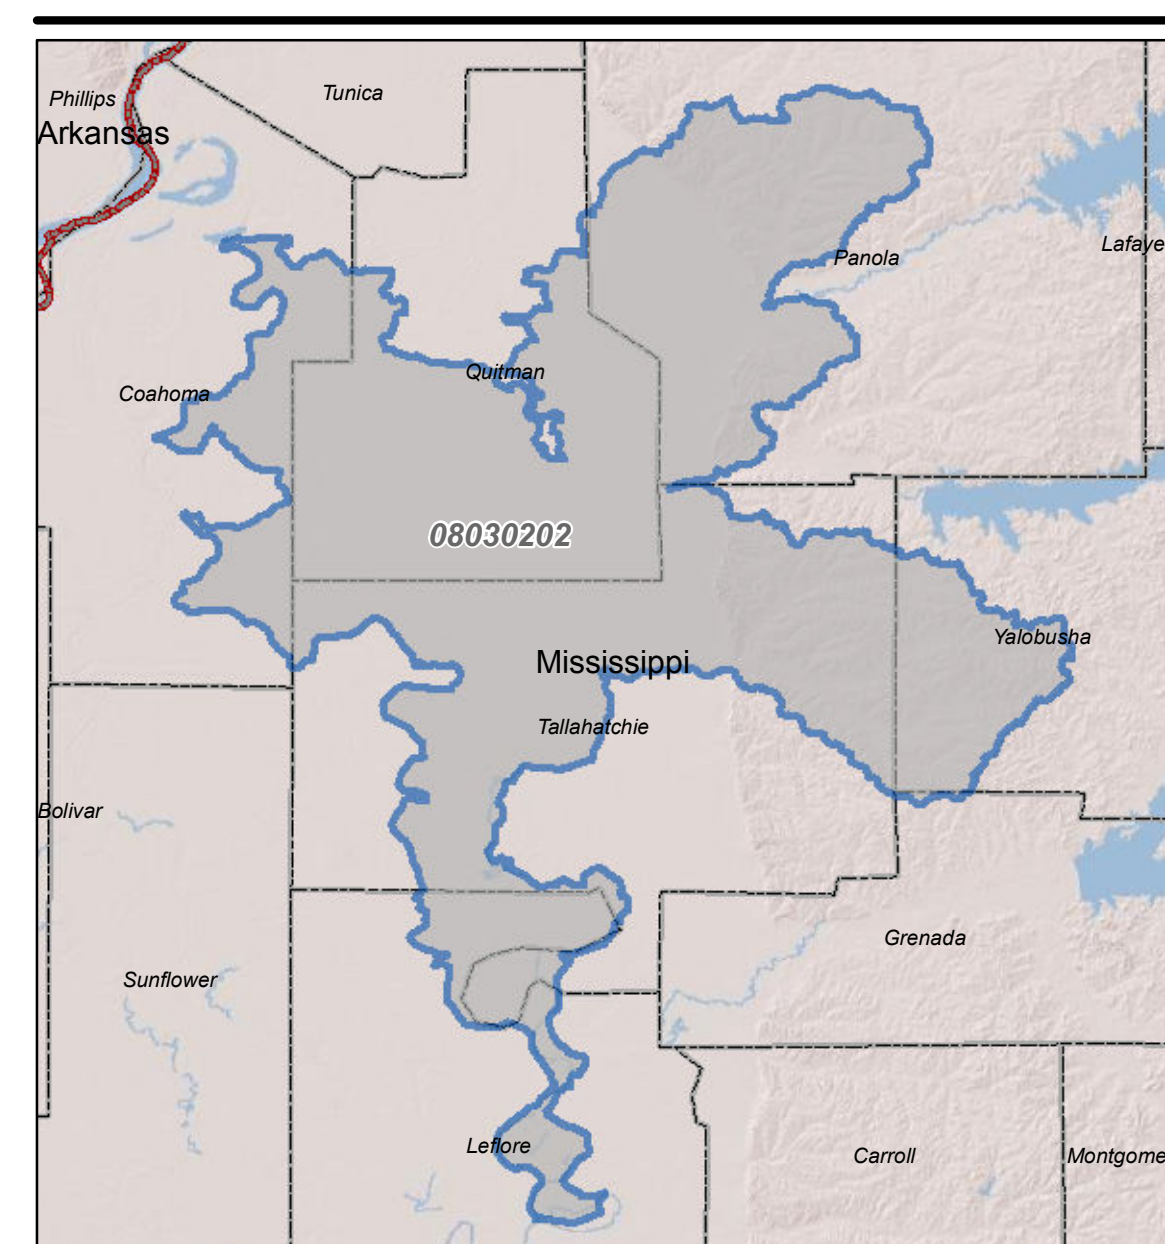 Phillips
Tunica
Arkansas
Lafaye
Panola
Quitman
Coahoma
08030202
Yalobusha
Mississippi
Tallahatchie
Bolivar
Grenada
Sunflower
Leflore
Carroll
Montgome